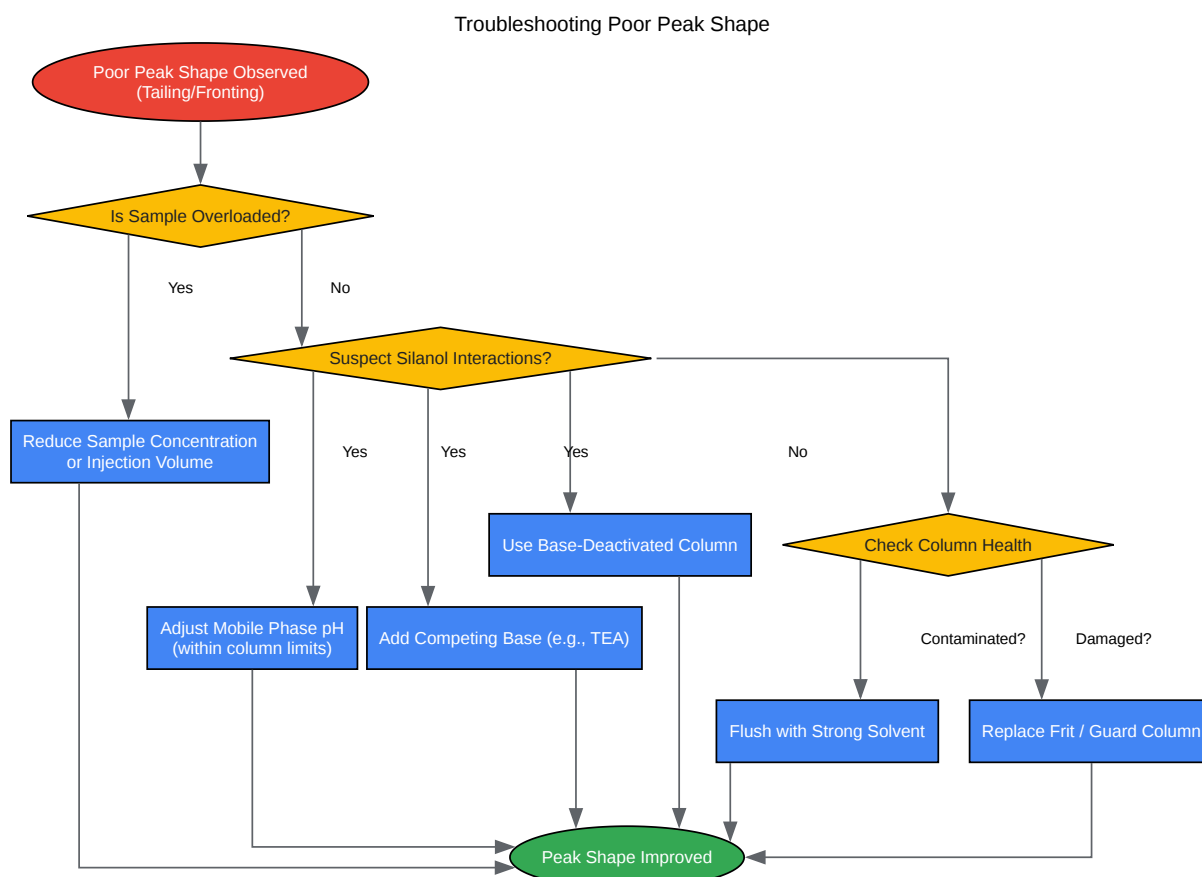 Troubleshooting Poor Peak Shape
Poor Peak Shape Observed
(Tailing/Fronting)
Is Sample Overloaded?
Yes
No
Suspect Silanol Interactions?
Reduce Sample Concentration
or Injection Volume
Yes
Yes
Yes
No
Use Base-Deactivated Column
Check Column Health
Adjust Mobile Phase pH
(within column limits)
Add Competing Base (e.g., TEA)
Contaminated?
Damaged?
Flush with Strong Solvent
Replace Frit / Guard Column
Peak Shape Improved